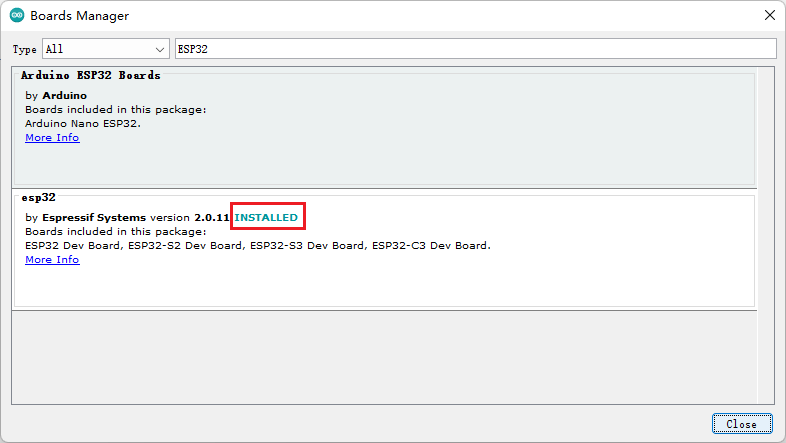 Boards Manager
Type All ESP32
Arduino ESP32 Boards
by Arduino
Boards included in this package:
Arduino Nano ESP32.
More Info
esp32
by Espressif Systems version 2.0.11 INSTALLED
Boards included in this package:
ESP32 Dev Board, ESP32-S2 Dev Board, ESP32-S3 Dev Board, ESP32-C3 Dev Board.
More Info
Close